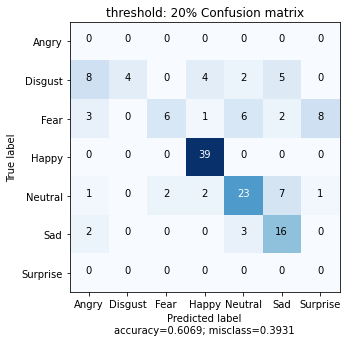 threshold: 20% Confusion matrix
True label
Angry 0 0 0 0 0 0 0
Disgust 8 4 0 4 2 5 0
Fear 3 0 6 1 6 2 8
Happy 0 0 0 39 0 0 0
Neutral 1 0 2 2 23 7 1
Sad 2 0 0 0 3 16 0
Surprise 0 0 0 0 0 0 0
Angry Disgust Fear Happy Neutral Sad Surprise
Predicted label
accuracy=0.6069; misclass=0.3931